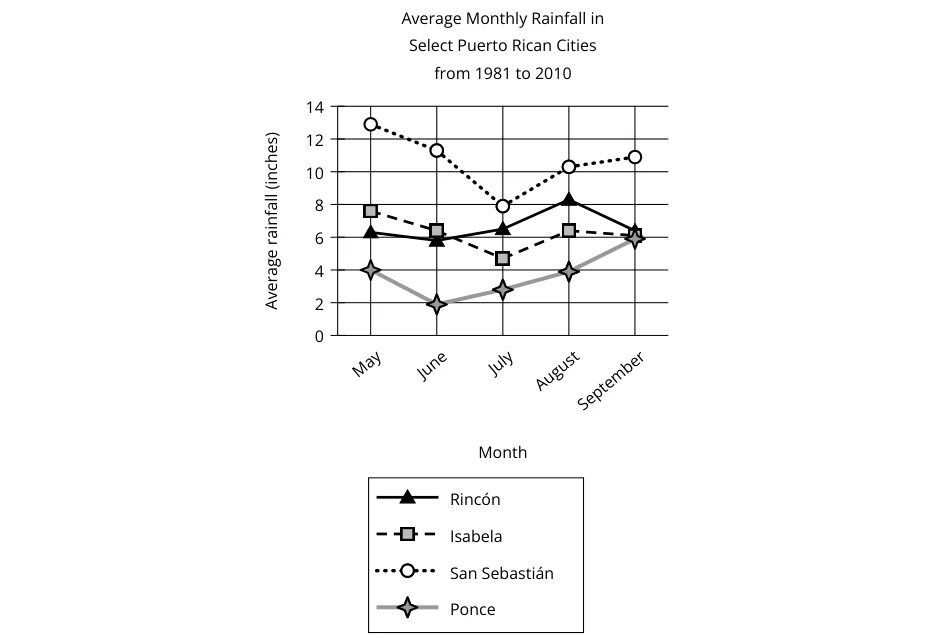 Average Monthly Rainfall in
Select Puerto Rican Cities
from 1981 to 2010
Average rainfall (inches)
14
12
10
8
6
4
2
0
May
June
July
August
September
Month
Rincón
Isabela
San Sebastián
Ponce